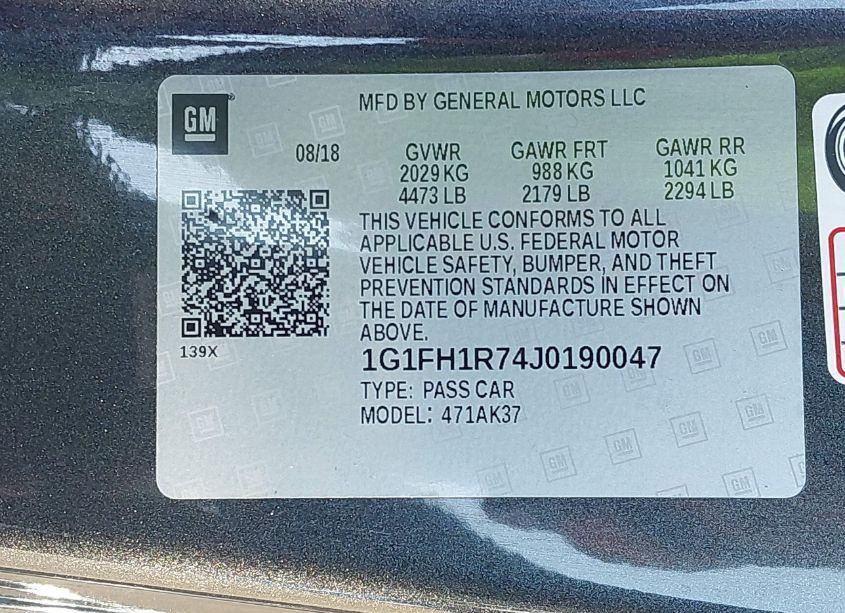 GM
MFD BY GENERAL MOTORS LLC
08/18 GVWR GAWR FRT GAWR RR
2029 KG 988 KG 1041 KG
4473 LB 2179 LB 2294 LB
THIS VEHICLE CONFORMS TO ALL
APPLICABLE U.S. FEDERAL MOTOR
VEHICLE SAFETY, BUMPER, AND THEFT
PREVENTION STANDARDS IN EFFECT ON
THE DATE OF MANUFACTURE SHOWN
ABOVE.
139X
1G1FH1R74J0190047
TYPE: PASS CAR
MODEL: 471AK37